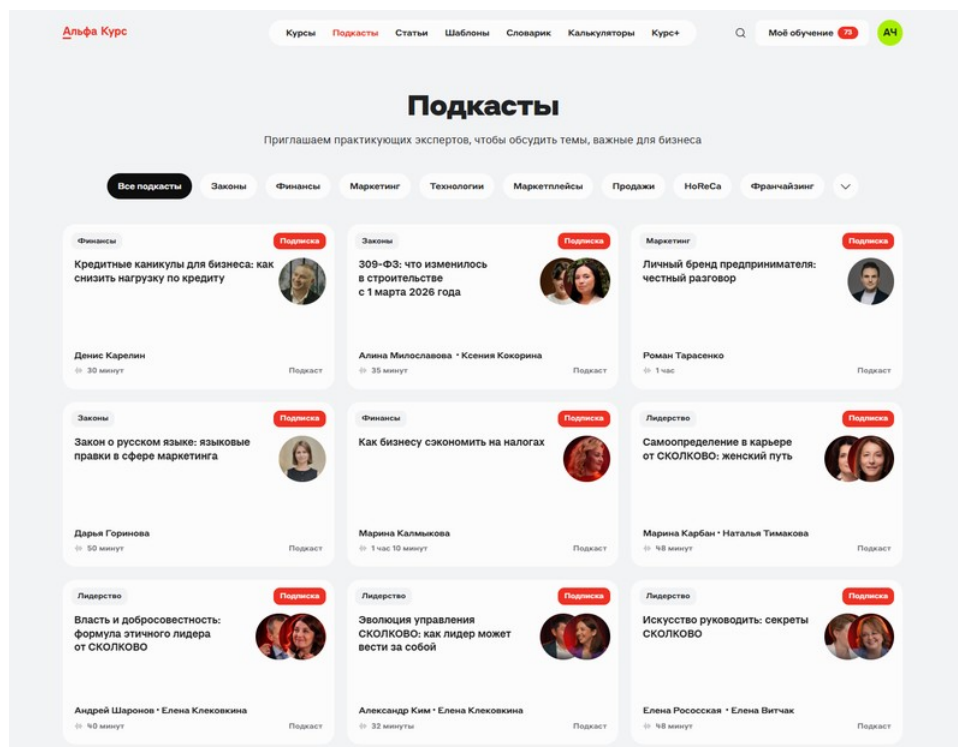 Альфа Курс
Курсы Подкасты Статьи Шаблоны Словарик Калькуляторы Курс+ Моё обучение 73 АЧ
Подкасты
Приглашаем практикующих экспертов, чтобы обсудить темы, важные для бизнеса
Все подкасты Законы Финансы Маркетинг Технологии Маркетплейсы Продажи HoReCa Франчайзинг
Финансы Подписка
Кредитные каникулы для бизнеса: как
снизить нагрузку по кредиту
Денис Карелин
30 минут Подкаст
Законы Подписка
309-ФЗ: что изменилось
в строительстве
с 1 марта 2026 года
Алина Милославова • Ксения Кокорина
35 минут Подкаст
Маркетинг Подписка
Личный бренд предпринимателя:
честный разговор
Роман Тарасенко
1 час Подкаст
Законы Подписка
Закон о русском языке: языковые
правки в сфере маркетинга
Дарья Горинова
50 минут Подкаст
Финансы Подписка
Как бизнесу сэкономить на налогах
Марина Калмыкова
1 час 10 минут Подкаст
Лидерство Подписка
Самоопределение в карьере
от СКОЛКОВО: женский путь
Марина Карбан • Наталья Тимакова
48 минут Подкаст
Лидерство Подписка
Власть и добросовестность:
формула этичного лидера
от СКОЛКОВО
Андрей Шаронов • Елена Клековкина
40 минут Подкаст
Лидерство Подписка
Эволюция управления
СКОЛКОВО: как лидер может
вести за собой
Александр Ким • Елена Клековкина
32 минуты Подкаст
Лидерство Подписка
Искусство руководить: секреты
СКОЛКОВО
Елена Рососская • Елена Витчак
48 минут Подкаст